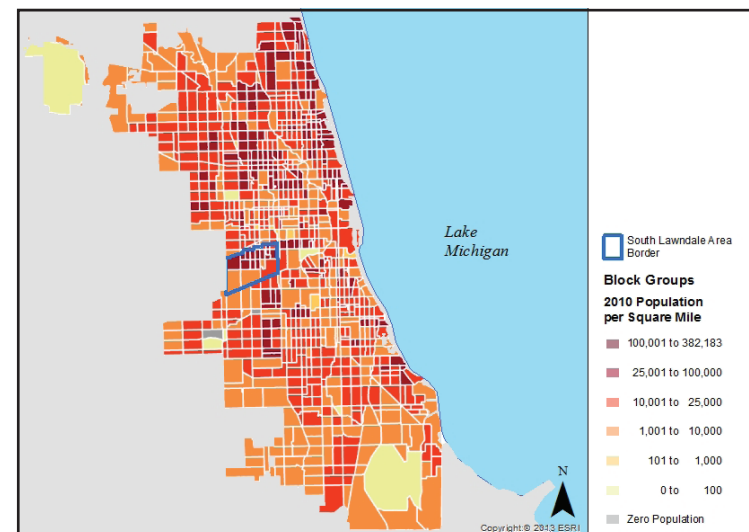 Lake
Michigan
South Lawndale Area
Border
Block Groups
2010 Population
per Square Mile
100,001 to 382,183
25,001 to 100,000
10,001 to 25,000
1,001 to 10,000
101 to 1,000
0 to 100
Zero Population
N
Copyright:© 2013 ESRI